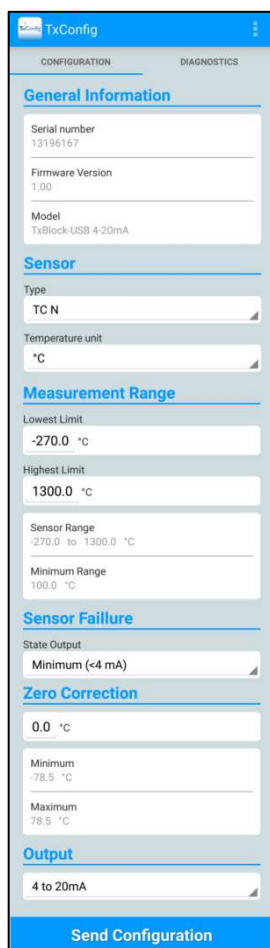 TxConfig TxConfig
CONFIGURATION DIAGNOSTICS
General Information
Serial number
13196167
Firmware Version
1.00
Model
TxBlock-USB 4-20mA
Sensor
Type
TC N
Temperature unit
°C
Measurement Range
Lowest Limit
-270.0 °C
Highest Limit
1300.0 °C
Sensor Range
-270.0 to 1300.0 °C
Minimum Range
100.0 °C
Sensor Faillure
State Output
Minimum (<4 mA)
Zero Correction
0.0 °C
Minimum
-78.5 °C
Maximum
78.5 °C
Output
4 to 20mA
Send Configuration